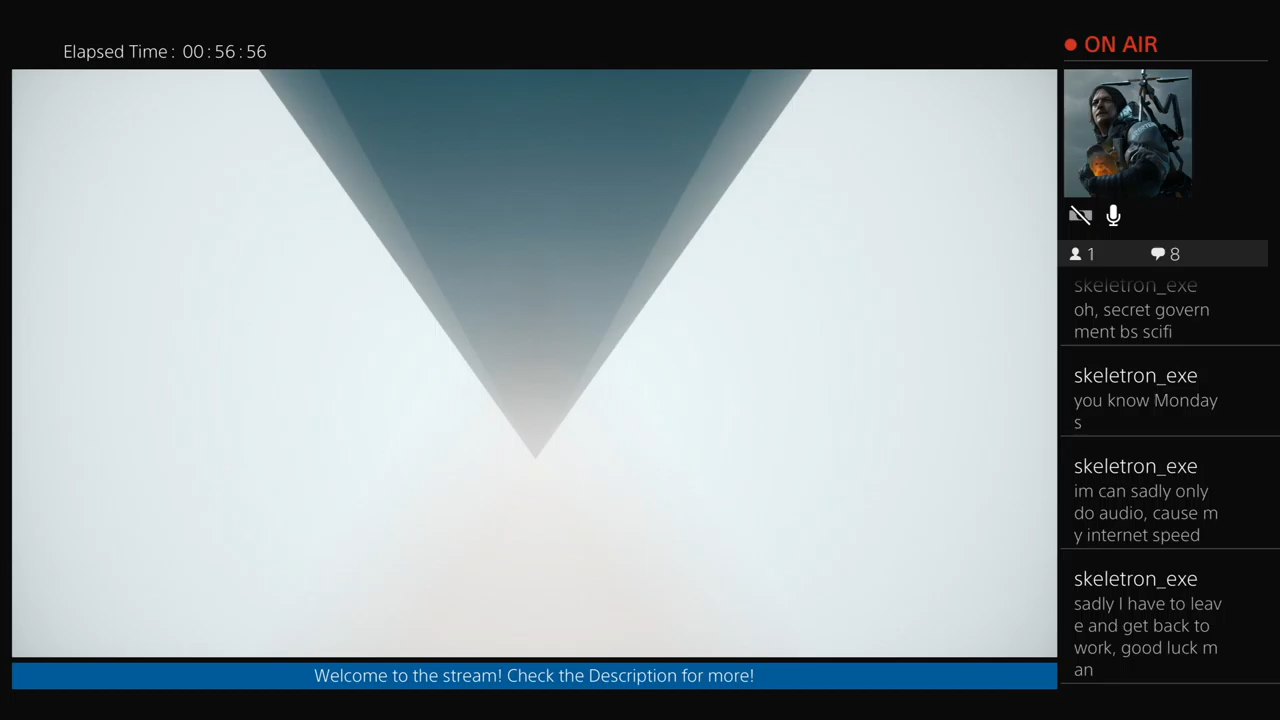 Elapsed Time: 00:56:56
ON AIR
1 8
skeletron_exe
oh, secret govern
ment bs scifi
skeletron_exe
you know Monday
s
skeletron_exe
im can sadly only
do audio, cause m
y internet speed
skeletron_exe
sadly I have to leav
e and get back to
work, good luck m
an
Welcome to the stream! Check the Description for more!